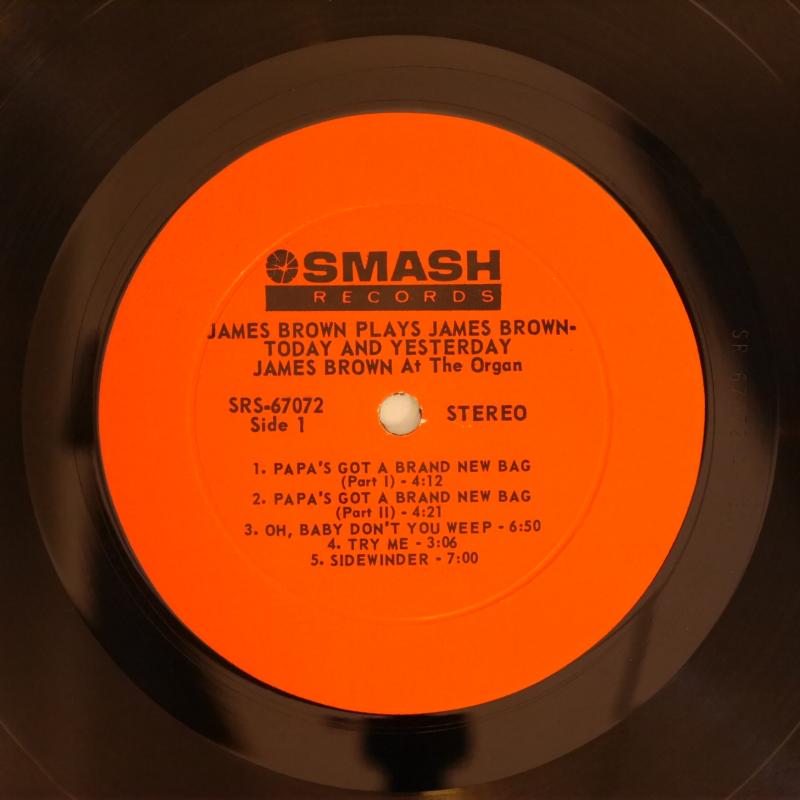 SMASH
RECORDS
JAMES BROWN PLAYS JAMES BROWN-
TODAY AND YESTERDAY
JAMES BROWN At The Organ
SRS-67072
Side 1
STEREO
1. PAPA'S GOT A BRAND NEW BAG
(Part I) - 4:12
2. PAPA'S GOT A BRAND NEW BAG
(Part II) - 4:21
3. OH, BABY DON'T YOU WEEP - 6:50
4. TRY ME - 3:06
5. SIDEWINDER - 7:00